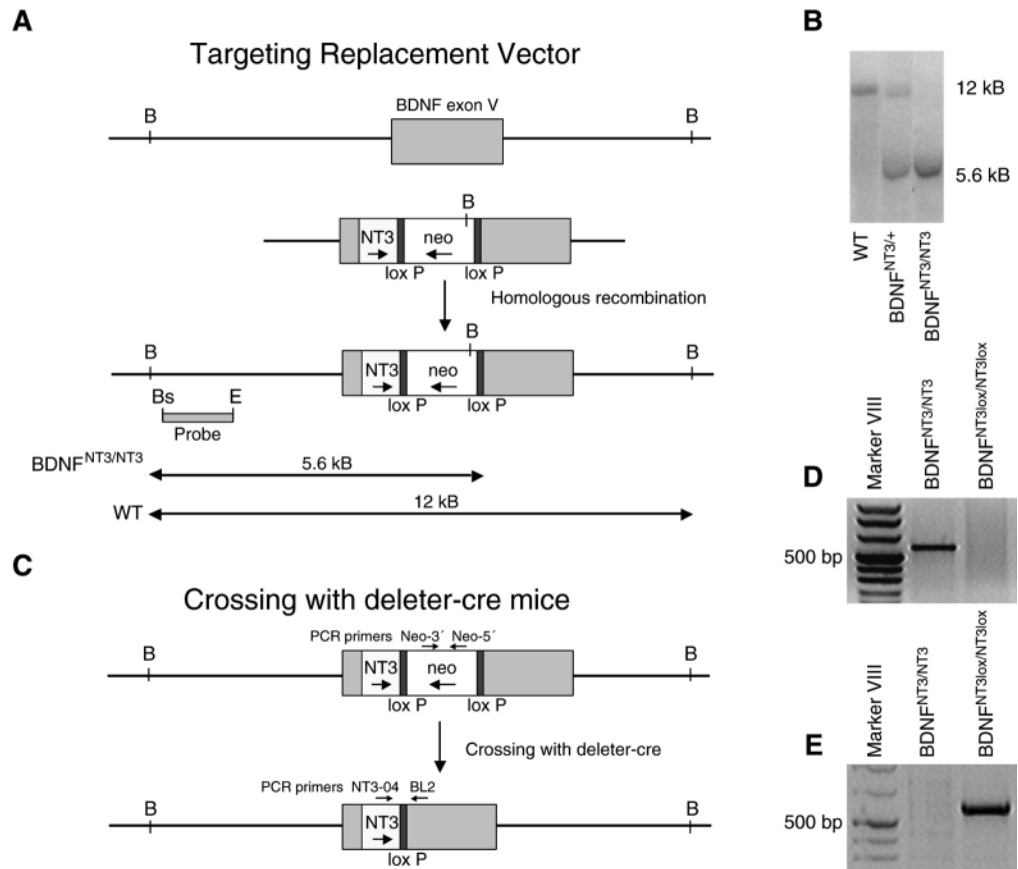 A
Targeting Replacement Vector
BDNF exon V
B B
B
NT3 neo
lox P lox P
Homologous recombination
B B
NT3 neo
lox P lox P
Bs E
Probe
BDNF^NT3/NT3 5.6 kB
WT 12 kB
C
Crossing with deleter-cre mice
PCR primers Neo-3´ Neo-5´
B B
NT3 neo
lox P lox P
Crossing with deleter-cre
PCR primers NT3-04 BL2
B B
NT3
lox P
B
12 kB
5.6 kB
WT
BDNF^NT3/+
BDNF^NT3/NT3
D
Marker VIII
BDNF^NT3/NT3
BDNF^NT3lox/NT3lox
500 bp
E
Marker VIII
BDNF^NT3/NT3
BDNF^NT3lox/NT3lox
500 bp